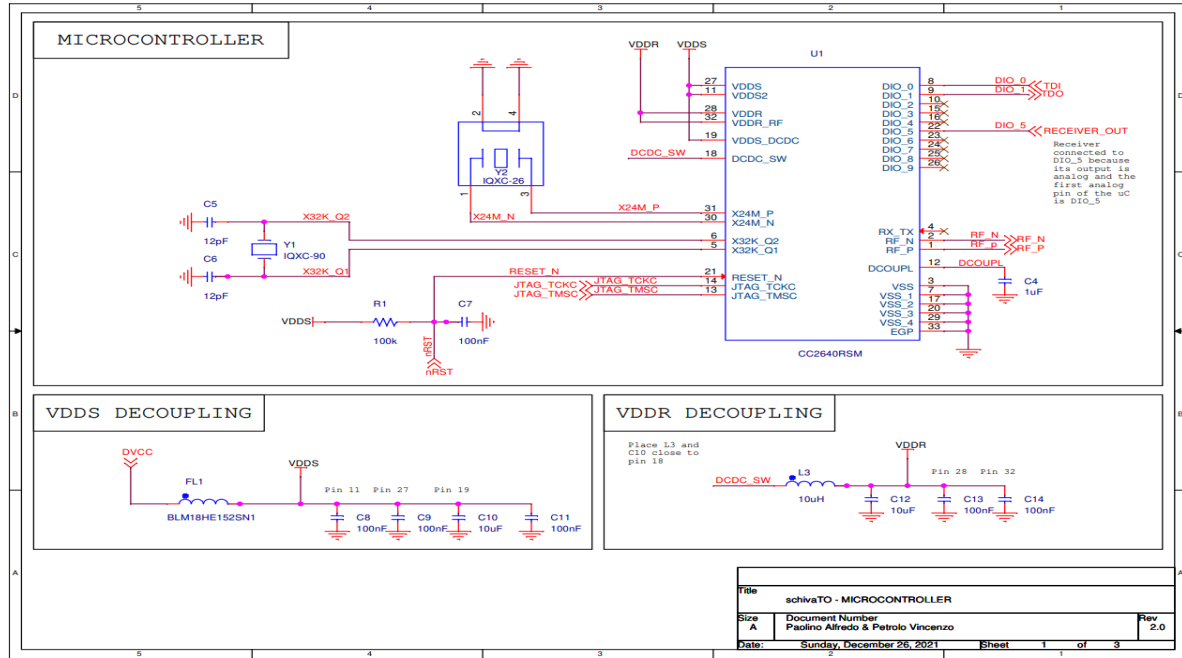 5 4 3 2 1
MICROCONTROLLER
VDDR VDDS
U1
D D
2 4
Y2
IQXC-26
1 3
27 VDDS
11 VDDS2
28 VDDR
32 VDDR_RF
19 VDDS_DCDC
DCDC_SW 18 DCDC_SW
X24M_P 31 X24M_P
X24M_N 30 X24M_N
6 X32K_Q2
5 X32K_Q1
RESET_N 21 RESET_N
JTAG_TCKC JTAG_TCKC 14 JTAG_TCKC
JTAG_TMSC JTAG_TMSC 13 JTAG_TMSC
DIO_0 8 DIO_0 TDI
DIO_1 9 DIO_1 TDO
DIO_2 10
DIO_3 15
DIO_4 16
DIO_5 22 DIO_5 RECEIVER_OUT
DIO_6 23
DIO_7 24
DIO_8 25
DIO_9 26
Receiver
connected to
DIO_5 because
its output is
analog and the
first analog
pin of the uC
is DIO_5
RX_TX 4
RF_N 2 RF_N RF_N
RF_P 1 RF_p RF_P
DCOUPL 12 DCOUPL
C4
1uF
VSS 3
VSS_1 7
VSS_2 17
VSS_3 20
VSS_4 29
EGP 33
CC2640RSM
C5
12pF
X32K_Q2
Y1
IQXC-90
C C
C6
12pF
X32K_Q1
VDDS
R1
100k
C7
100nF
nRST
nRST
B B
VDDS DECOUPLING
DVCC
FL1
BLM18HE152SN1
VDDS
Pin 11 Pin 27 Pin 19
C8 C9 C10 C11
100nF 100nF 10uF 100nF
VDDR DECOUPLING
Place L3 and
C10 close to
pin 18
VDDR
DCDC_SW
L3
10uH
Pin 28 Pin 32
C12 C13 C14
10uF 100nF 100nF
A A
Title
schivaTO - MICROCONTROLLER
Size Document Number Rev
A Paolino Alfredo & Petrolo Vincenzo 2.0
Date: Sunday, December 26, 2021 Sheet 1 of 3
5 4 3 2 1